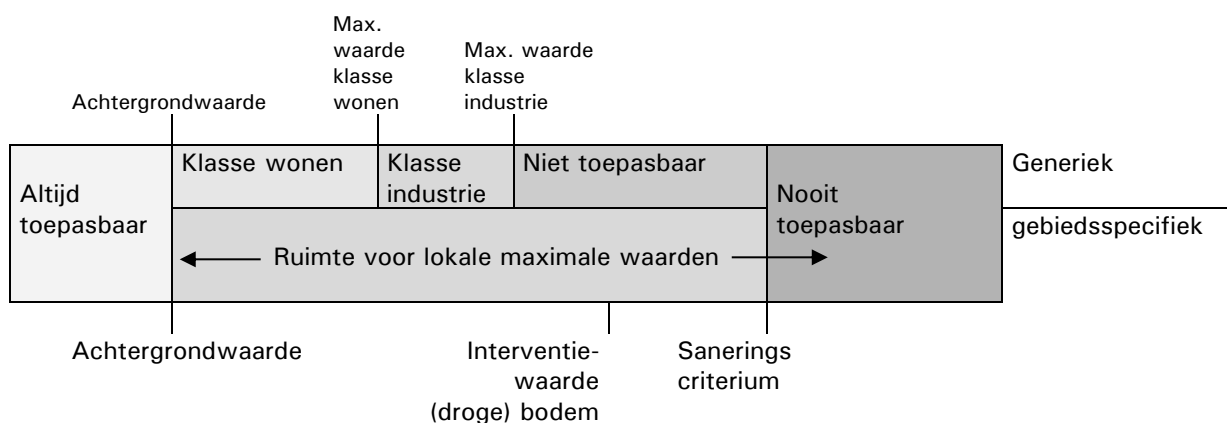 Max.
waarde
klasse
wonen
Max. waarde
klasse
industrie
Achtergrondwaarde
Altijd
toepasbaar
Klasse wonen
Klasse
industrie
Niet toepasbaar
Nooit
toepasbaar
Generiek
gebiedsspecifiek
Ruimte voor lokale maximale waarden
Achtergrondwaarde
Interventie-
waarde
(droge) bodem
Sanerings
criterium